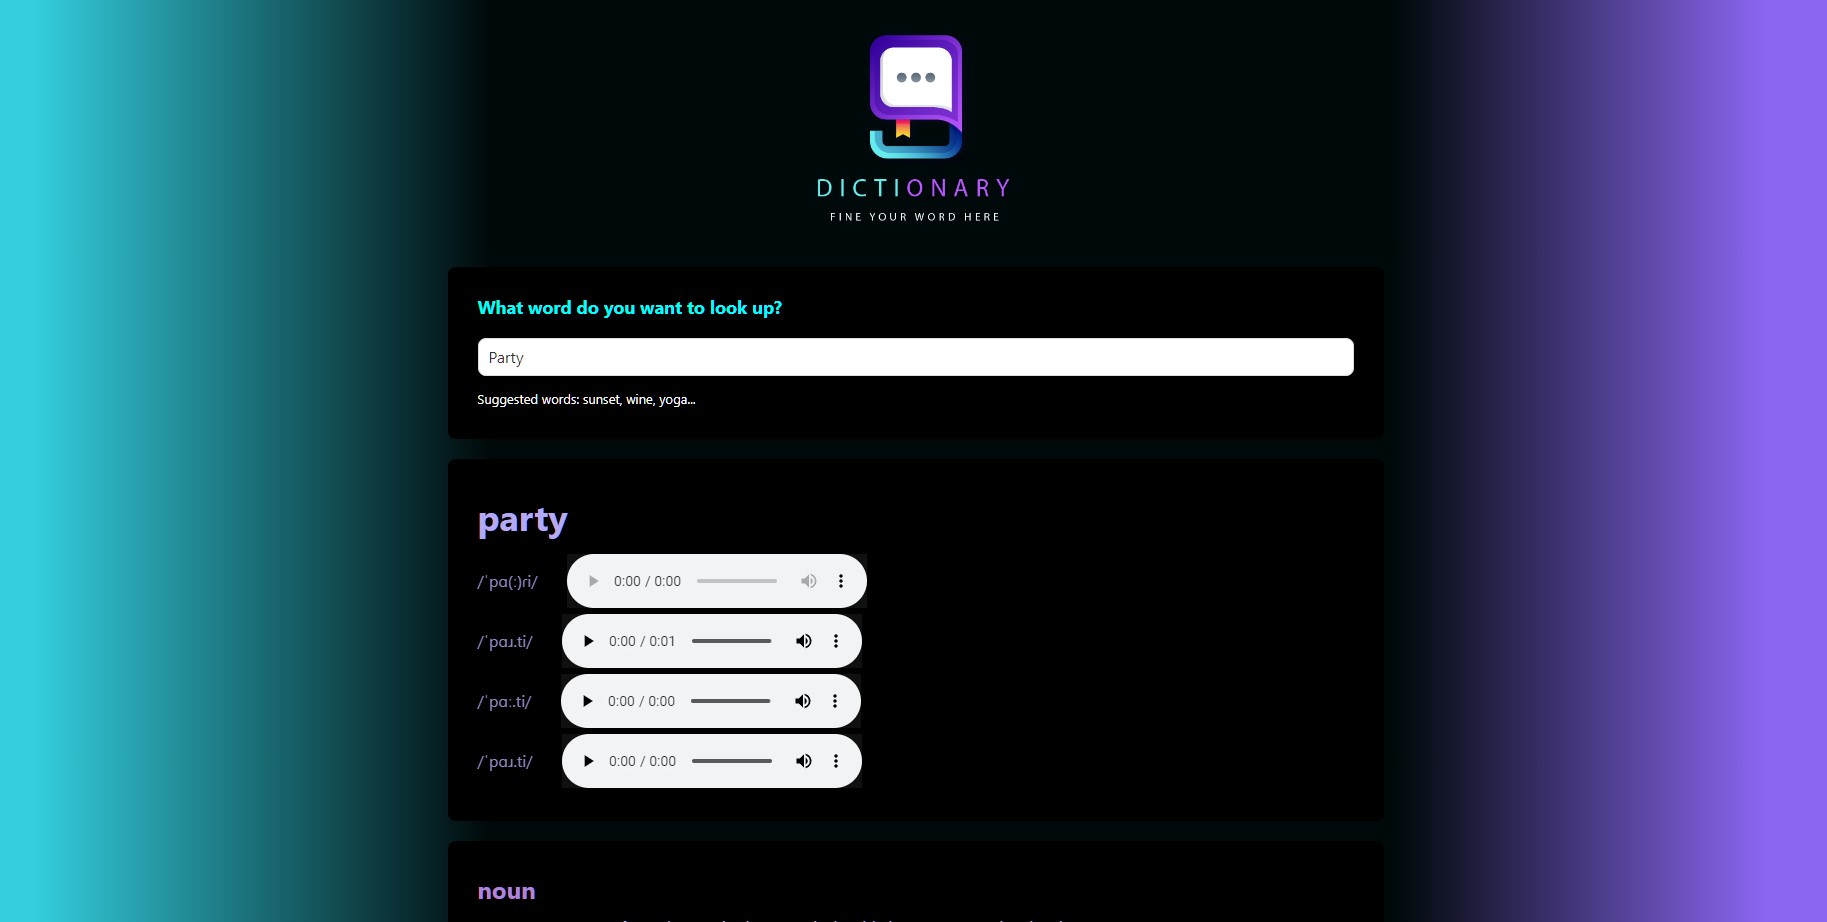 DICTIONARY
FINE YOUR WORD HERE
What word do you want to look up?
Party
Suggested words: sunset, wine, yoga...
party
/ˈpɑ(ː)ɾi/ 0:00 / 0:00
/ˈpɑɹ.ti/ 0:00 / 0:01
/ˈpɑː.ti/ 0:00 / 0:00
/ˈpɑɹ.ti/ 0:00 / 0:00
noun